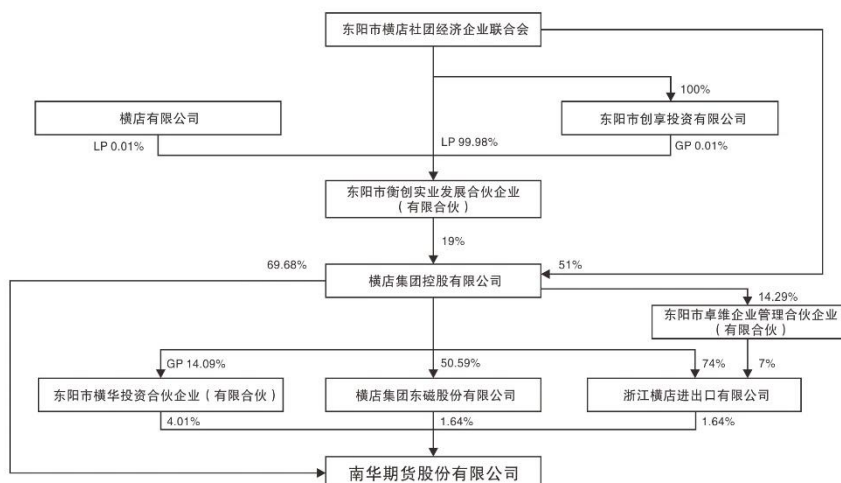 东阳市横店社团经济企业联合会
100%
横店有限公司
东阳市创享投资有限公司
LP 0.01%
LP 99.98%
GP 0.01%
东阳市衡创实业发展合伙企业
（有限合伙）
19%
69.68%
横店集团控股有限公司
51%
14.29%
东阳市卓维企业管理合伙企业
（有限合伙）
GP 14.09%
50.59%
74%
7%
东阳市横华投资合伙企业（有限合伙）
横店集团东磁股份有限公司
浙江横店进出口有限公司
4.01%
1.64%
1.64%
南华期货股份有限公司